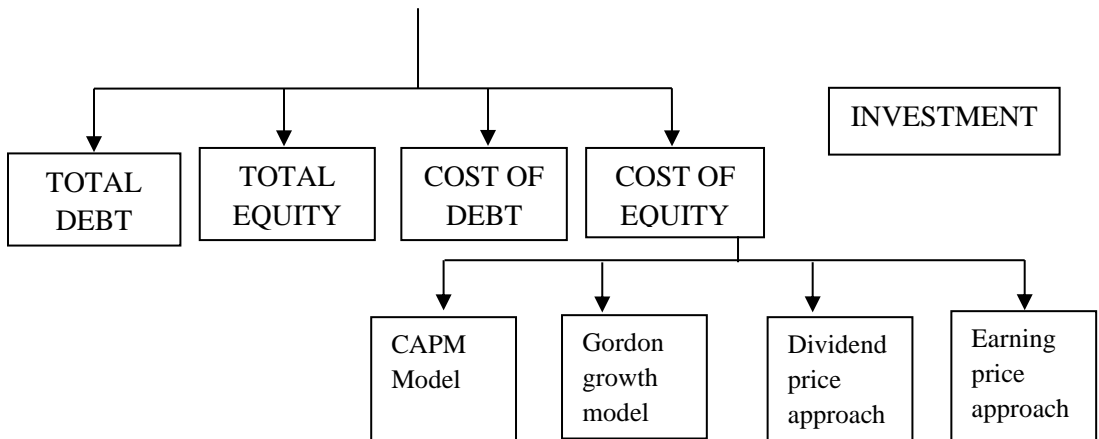 INVESTMENT
TOTAL
DEBT
TOTAL
EQUITY
COST OF
DEBT
COST OF
EQUITY
CAPM
Model
Gordon
growth
model
Dividend
price
approach
Earning
price
approach